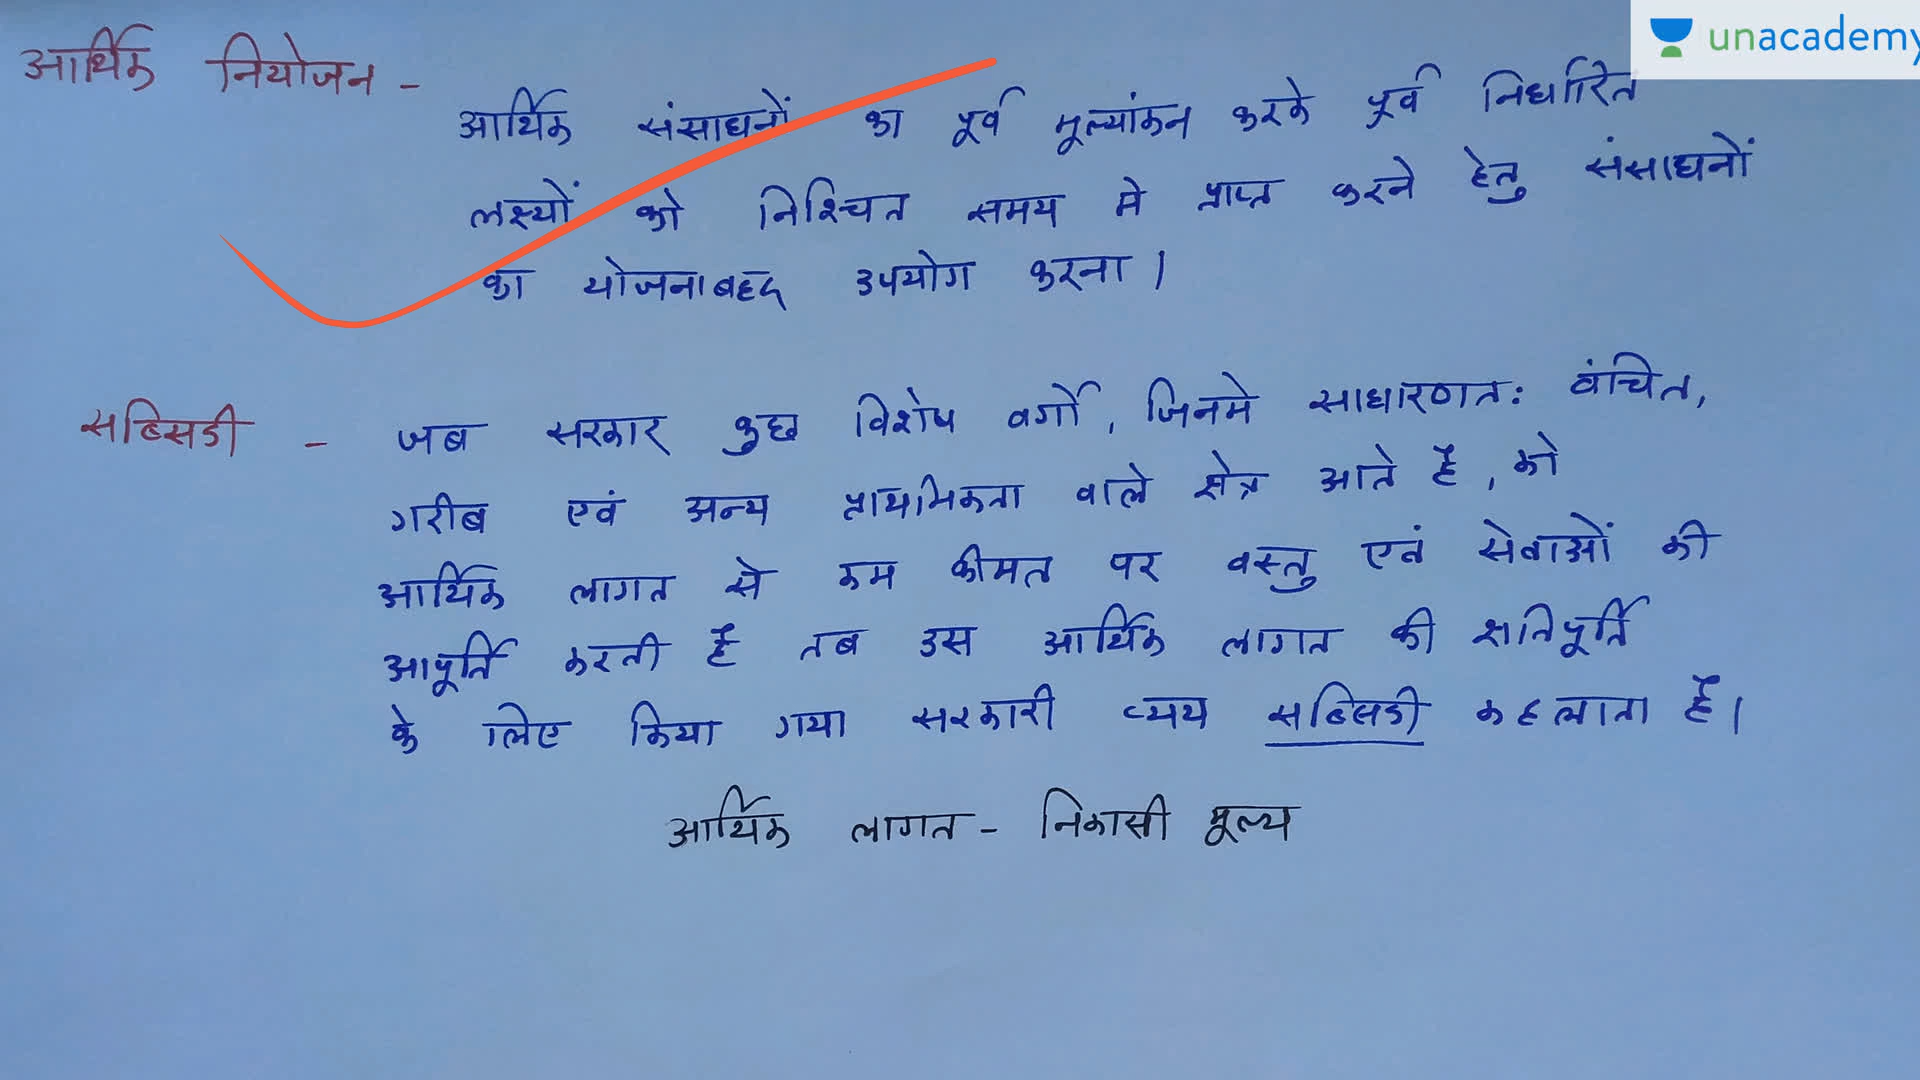 unacademy
आर्थिक नियोजन -
आर्थिक संसाधनों का पूर्व मूल्यांकन करके पूर्व निर्धारित
लक्ष्यों को निश्चित समय मे प्राप्त करने हेतु संसाधनों
का योजनाबद्ध उपयोग करना।
सब्सिडी - जब सरकार कुछ विशेष वर्गों, जिनमे साधारणत: वंचित,
गरीब एवं अन्य प्राथमिकता वाले क्षेत्र आते है, को
आर्थिक लागत से कम कीमत पर वस्तु एवं सेवाओं की
आपूर्ति करती है तब उस आर्थिक लागत की क्षतिपूर्ति
के लिए किया गया सरकारी व्यय सब्सिडी कहलाता है।
आर्थिक लागत - निकासी मूल्य